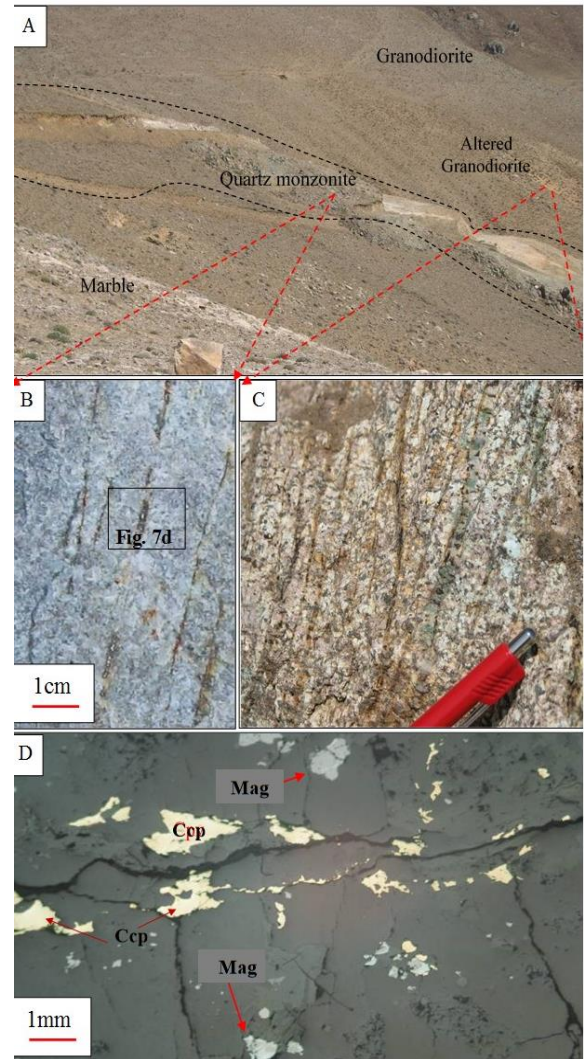 A
Granodiorite
Altered
Granodiorite
Quartz monzonite
Marble
B
Fig. 7d
1cm
C
D
Mag
Ccp
Ccp
Mag
1mm